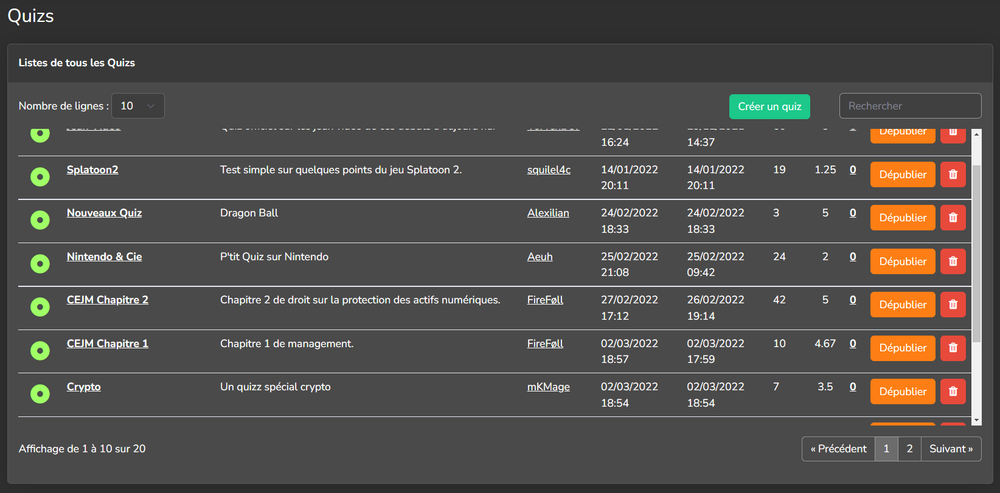 Quizs
Listes de tous les Quizs
Nombre de lignes : 10 Créer un quiz Rechercher
Dépublier
16:24 14:37
Splatoon2 Test simple sur quelques points du jeu Splatoon 2. squilel4c 14/01/2022 14/01/2022 19 1.25 0 Dépublier
20:11 20:11
Nouveaux Quiz Dragon Ball Alexilian 24/02/2022 24/02/2022 3 5 0 Dépublier
18:33 18:33
Nintendo & Cie P'tit Quiz sur Nintendo Aeuh 25/02/2022 25/02/2022 24 2 0 Dépublier
21:08 09:42
CEJM Chapitre 2 Chapitre 2 de droit sur la protection des actifs numériques. FireFøll 27/02/2022 26/02/2022 42 5 0 Dépublier
17:12 19:14
CEJM Chapitre 1 Chapitre 1 de management. FireFøll 02/03/2022 02/03/2022 10 4.67 0 Dépublier
18:57 17:59
Crypto Un quizz spécial crypto mKMage 02/03/2022 02/03/2022 7 3.5 0 Dépublier
18:54 18:54
Affichage de 1 à 10 sur 20 « Précédent 1 2 Suivant »